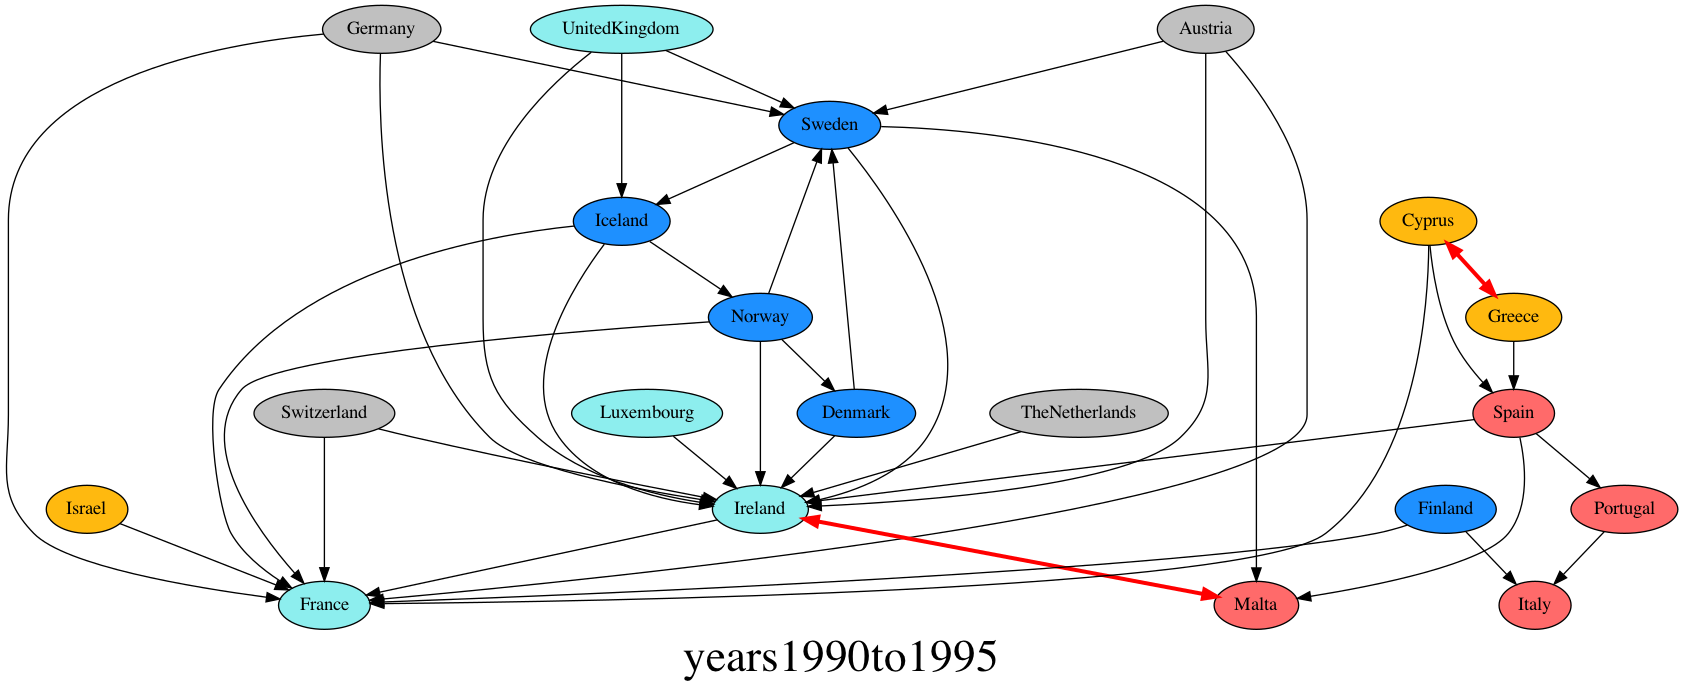 Germany
UnitedKingdom
Austria
Sweden
Iceland
Cyprus
Norway
Greece
Switzerland
Luxembourg
Denmark
TheNetherlands
Spain
Israel
Ireland
Finland
Portugal
France
Malta
Italy
years1990to1995